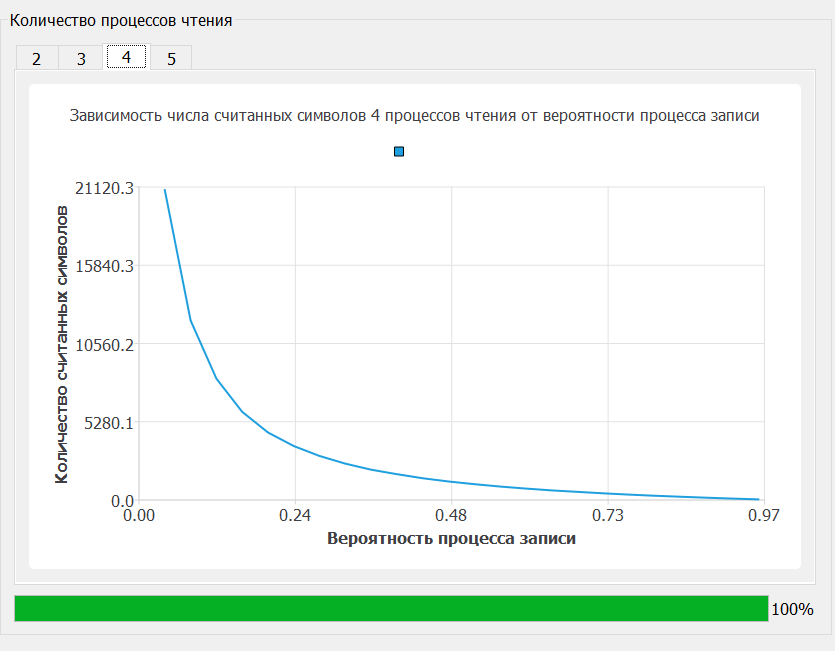 Количество процессов чтения
2 3 4 5
Зависимость числа считанных символов 4 процессов чтения от вероятности процесса записи
Количество считанных символов
21120.3
15840.3
10560.2
5280.1
0.0
0.00 0.24 0.48 0.73 0.97
Вероятность процесса записи
100%